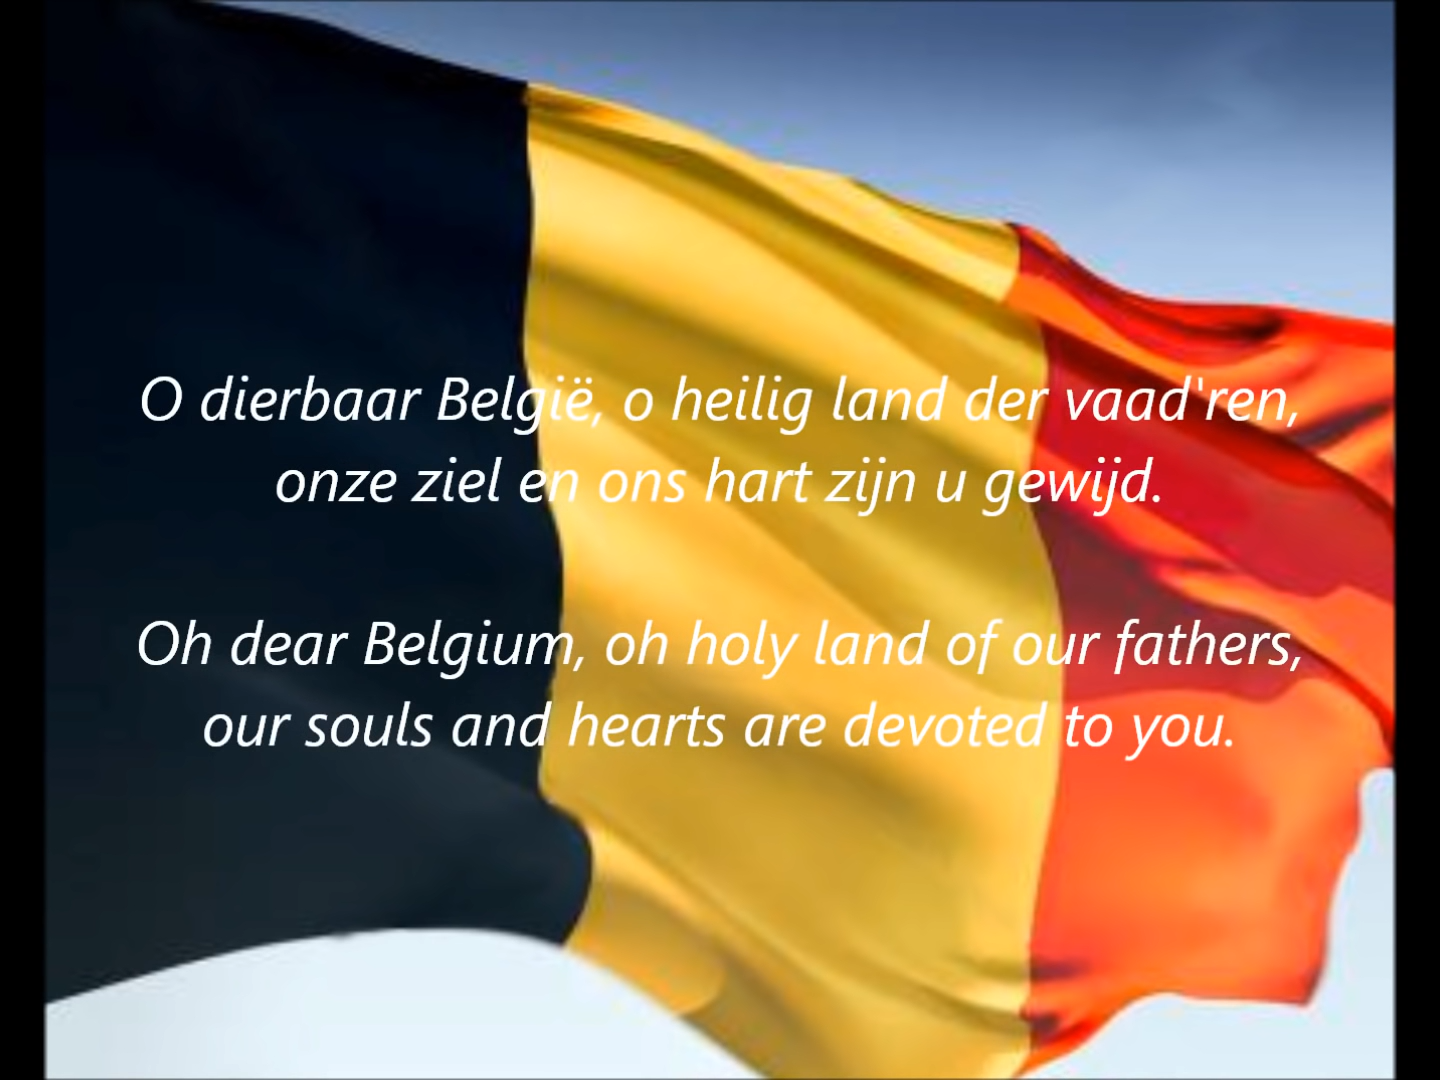 O dierbaar België, o heilig land der vaad'ren,
onze ziel en ons hart zijn u gewijd.
Oh dear Belgium, oh holy land of our fathers,
our souls and hearts are devoted to you.